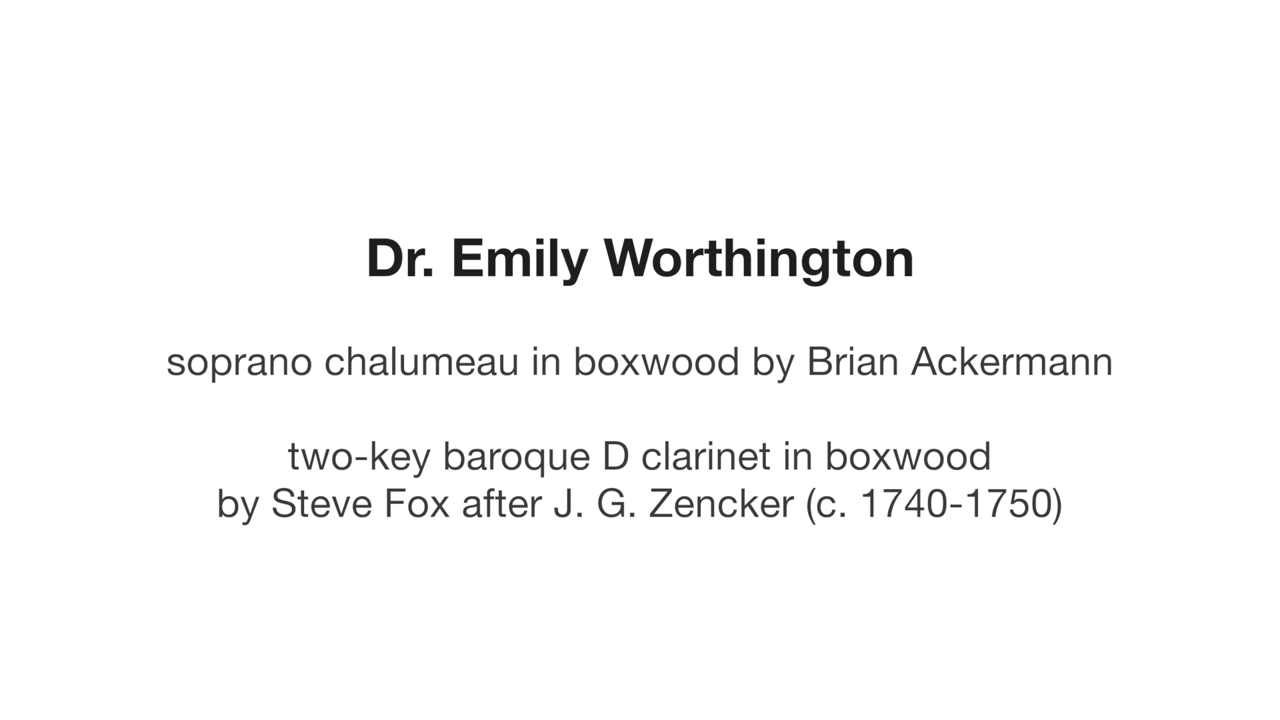 Dr. Emily Worthington
soprano chalumeau in boxwood by Brian Ackermann
two-key baroque D clarinet in boxwood
by Steve Fox after J. G. Zencker (c. 1740-1750)